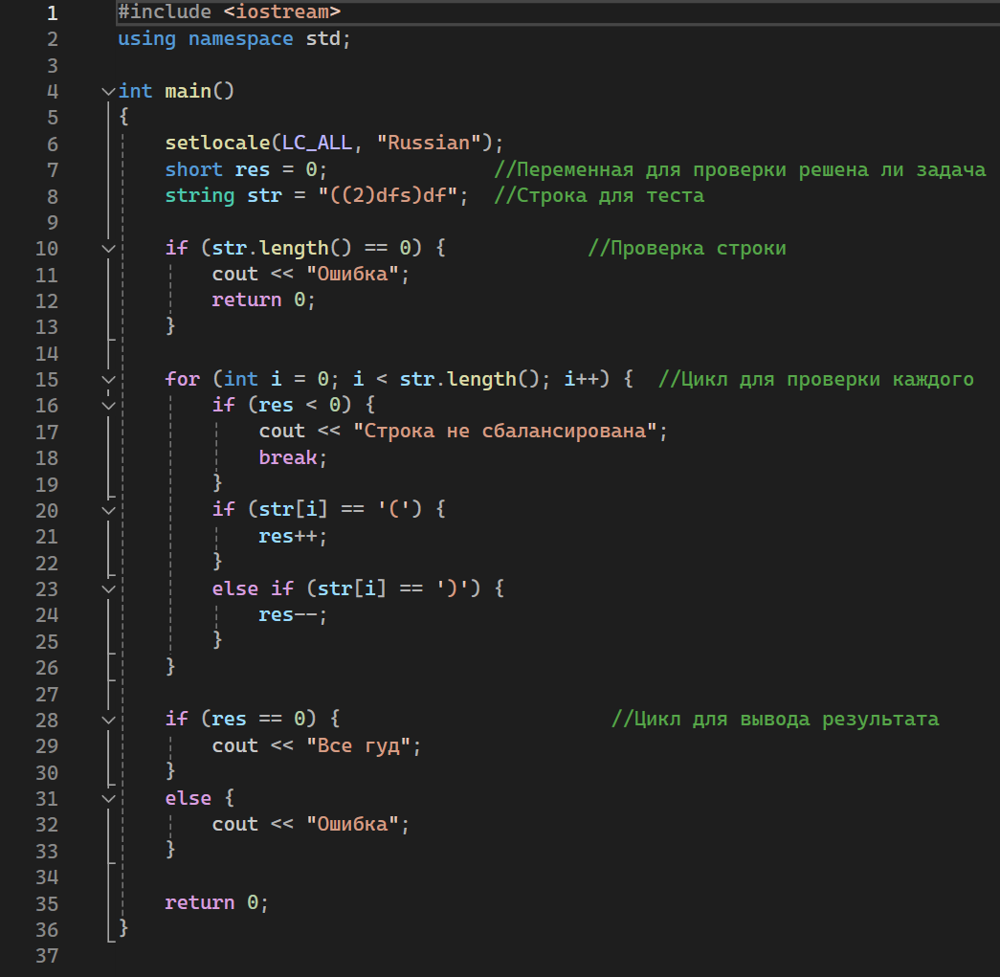 1 #include <iostream>
2 using namespace std;
3
4 int main()
5 {
6 setlocale(LC_ALL, "Russian");
7 short res = 0; //Переменная для проверки решена ли задача
8 string str = "((2)dfs)df"; //Строка для теста
9
10 if (str.length() == 0) { //Проверка строки
11 cout << "Ошибка";
12 return 0;
13 }
14
15 for (int i = 0; i < str.length(); i++) { //Цикл для проверки каждого
16 if (res < 0) {
17 cout << "Строка не сбалансирована";
18 break;
19 }
20 if (str[i] == '(') {
21 res++;
22 }
23 else if (str[i] == ')') {
24 res--;
25 }
26 }
27
28 if (res == 0) { //Цикл для вывода результата
29 cout << "Все гуд";
30 }
31 else {
32 cout << "Ошибка";
33 }
34
35 return 0;
36 }
37